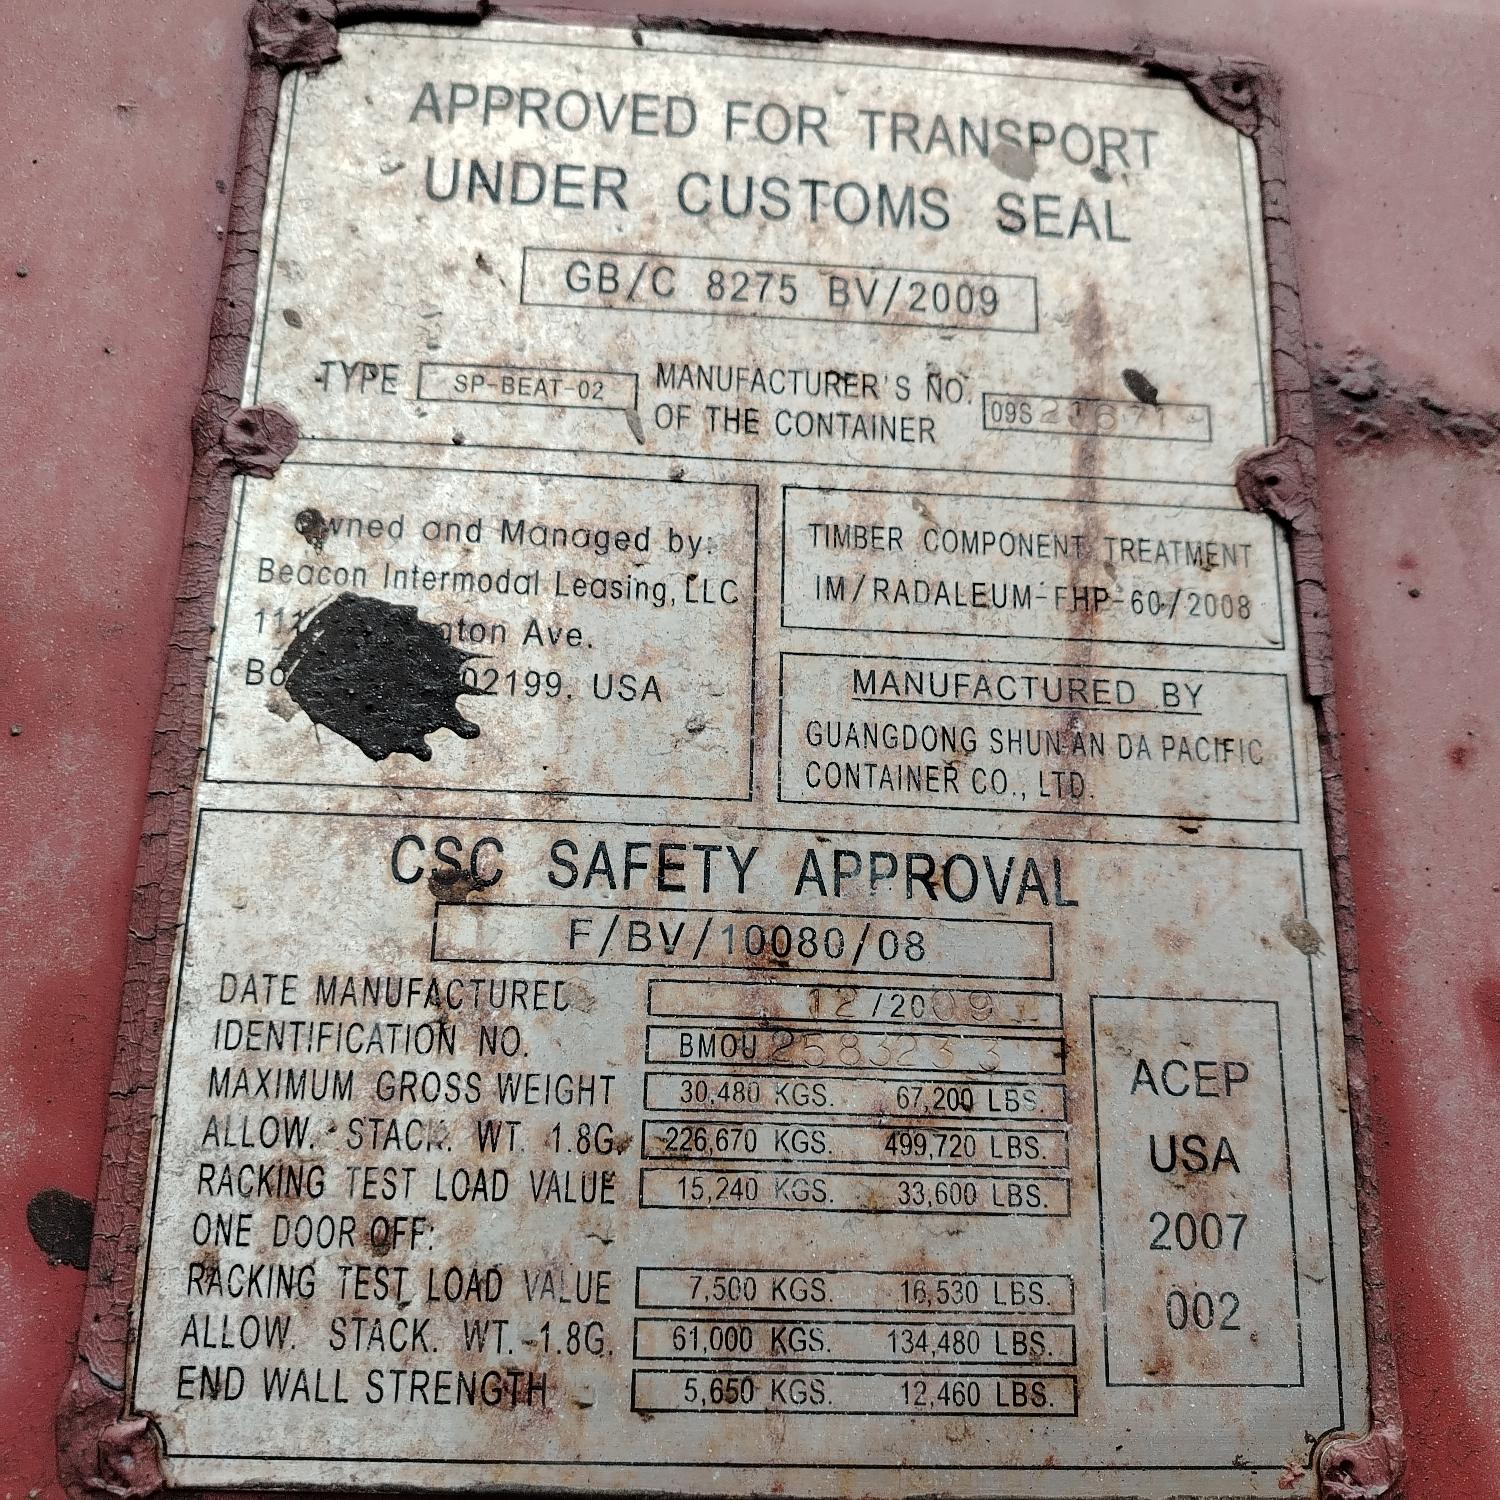 APPROVED FOR TRANSPORT
UNDER CUSTOMS SEAL
GB/C 8275 BV/2009
TYPE SP-BEAT-02
MANUFACTURER'S NO.
OF THE CONTAINER
09S
Owned and Managed by:
Beacon Intermodal Leasing, LLC
Ave.
02199, USA
TIMBER COMPONENT TREATMENT
IM/RADALEUM-FHP-60/2008
MANUFACTURED BY
GUANGDONG SHUN AN DA PACIFIC
CONTAINER CO., LTD.
CSC SAFETY APPROVAL
F/BV/10080/08
DATE MANUFACTURED 12/2009
IDENTIFICATION NO. BMOU 2583233
MAXIMUM GROSS WEIGHT 30,480 KGS. 67,200 LBS.
ALLOW. STACK. WT. 1.8G. 226,670 KGS. 499,720 LBS.
RACKING TEST LOAD VALUE 15,240 KGS. 33,600 LBS.
ONE DOOR OFF:
RACKING TEST LOAD VALUE 7,500 KGS. 16,530 LBS.
ALLOW. STACK. WT. 1.8G. 61,000 KGS. 134,480 LBS.
END WALL STRENGTH 5,650 KGS. 12,460 LBS.
ACEP
USA
2007
002